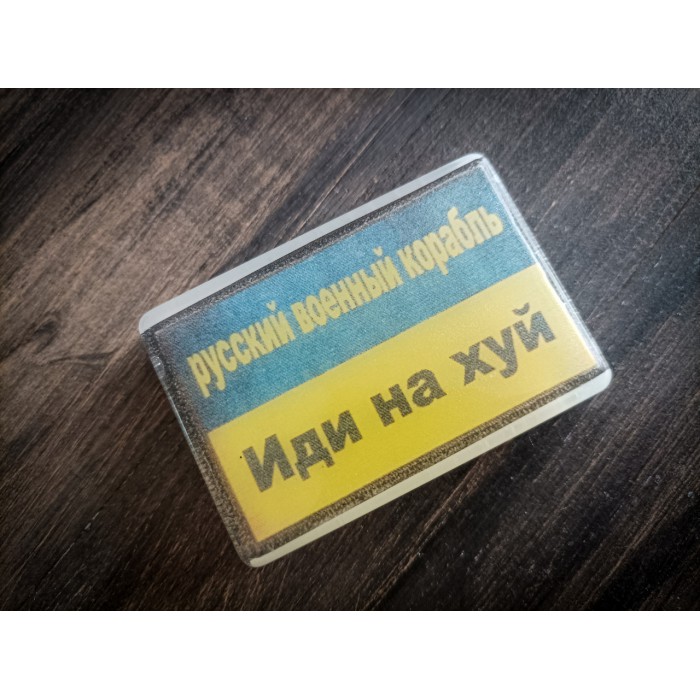 русский военный корабль
Иди на хуй